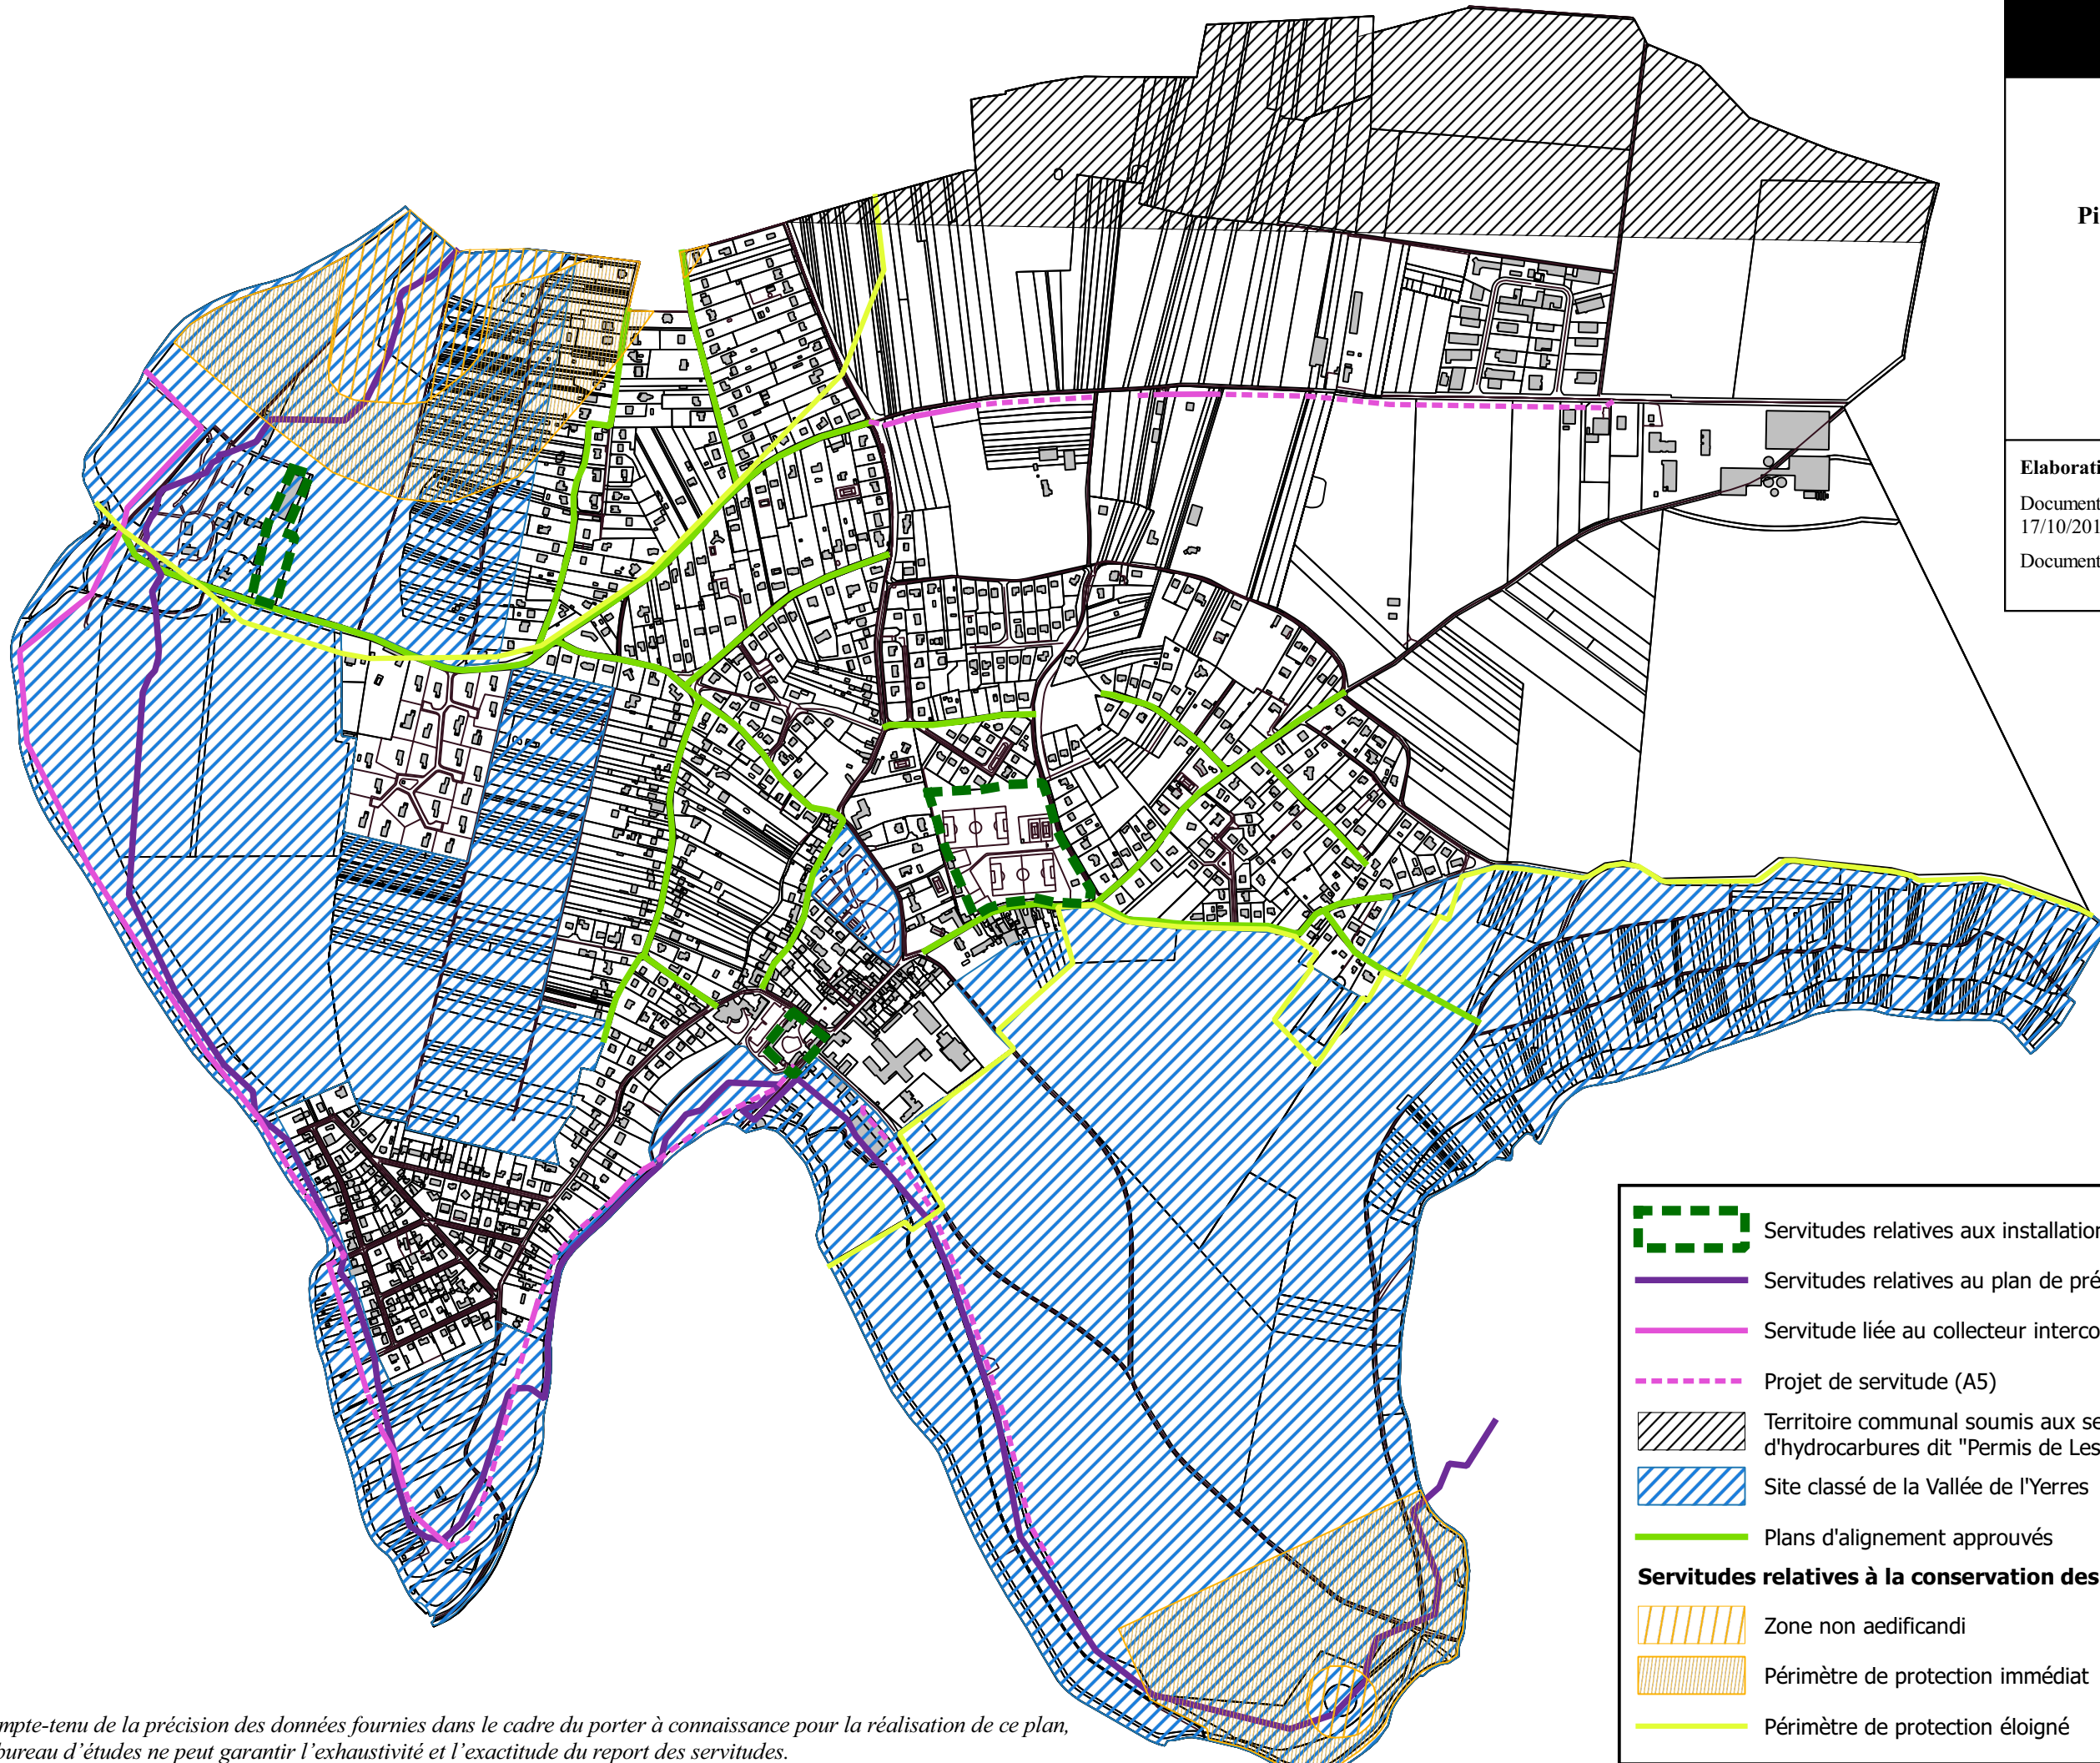 Pi
Elaborati
Document
17/10/201
Document
Servitudes relatives aux installation
Servitudes relatives au plan de pré
Servitude liée au collecteur interco
Projet de servitude (A5)
Territoire communal soumis aux se
d'hydrocarbures dit "Permis de Les
Site classé de la Vallée de l'Yerres
Plans d'alignement approuvés
Servitudes relatives à la conservation des
Zone non aedificandi
Périmètre de protection immédiat
Périmètre de protection éloigné
mpte-tenu de la précision des données fournies dans le cadre du porter à connaissance pour la réalisation de ce plan,
bureau d'études ne peut garantir l'exhaustivité et l'exactitude du report des servitudes.